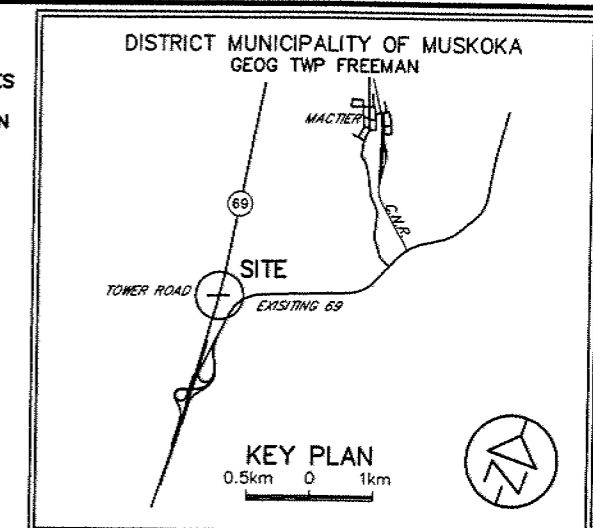 DISTRICT MUNICIPALITY OF MUSKOKA
GEOG TWP FREEMAN
ES
N
MACTIER
69
C.N.R.
SITE
TOWER ROAD
EXISITING 69
KEY PLAN
0.5km 0 1km
N